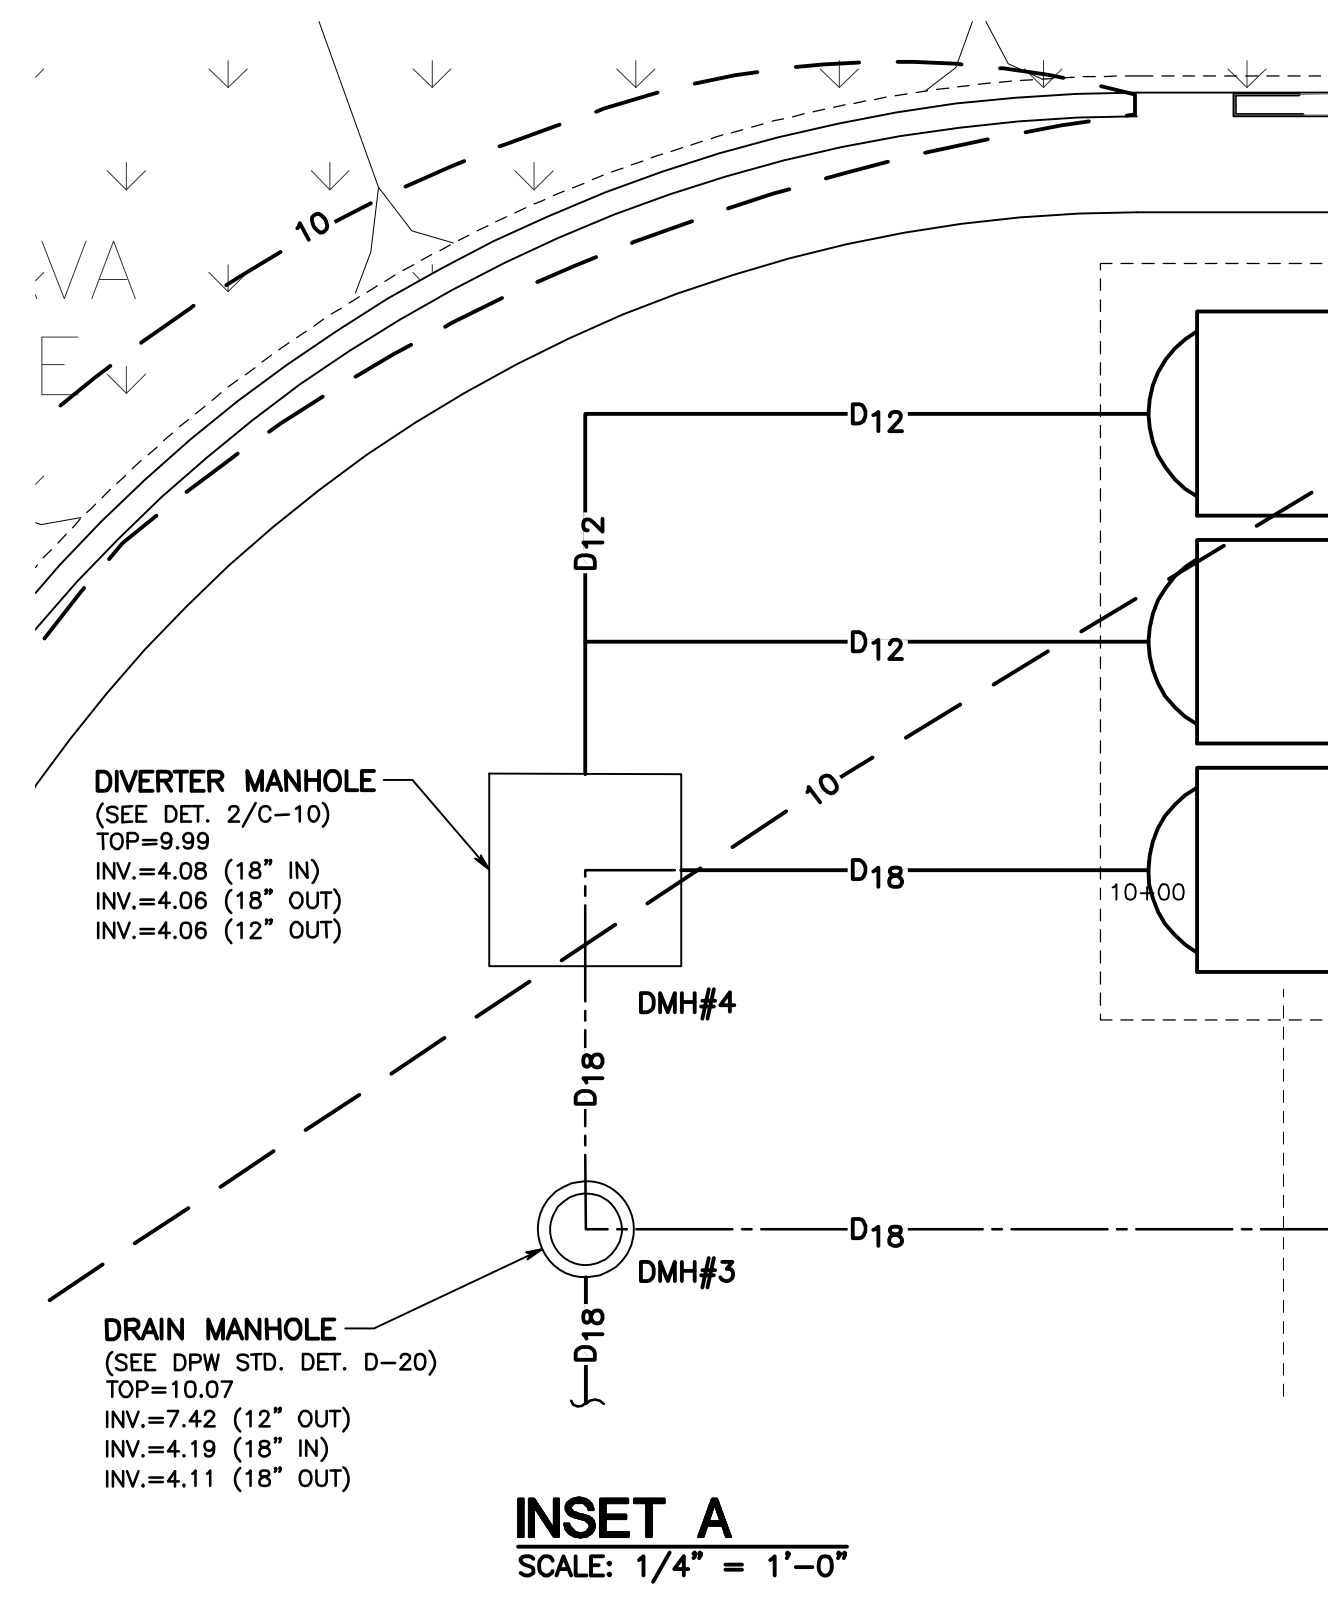 10
VA
E
D12
D12
D12
10
DIVERTER MANHOLE
(SEE DET. 2/C-10)
TOP=9.99
INV.=4.08 (18" IN)
INV.=4.06 (18" OUT)
INV.=4.06 (12" OUT)
D18
10+00
DMH#4
D18
D18
DMH#3
D18
DRAIN MANHOLE
(SEE DPW STD. DET. D-20)
TOP=10.07
INV.=7.42 (12" OUT)
INV.=4.19 (18" IN)
INV.=4.11 (18" OUT)
INSET A
SCALE: 1/4" = 1'-0"